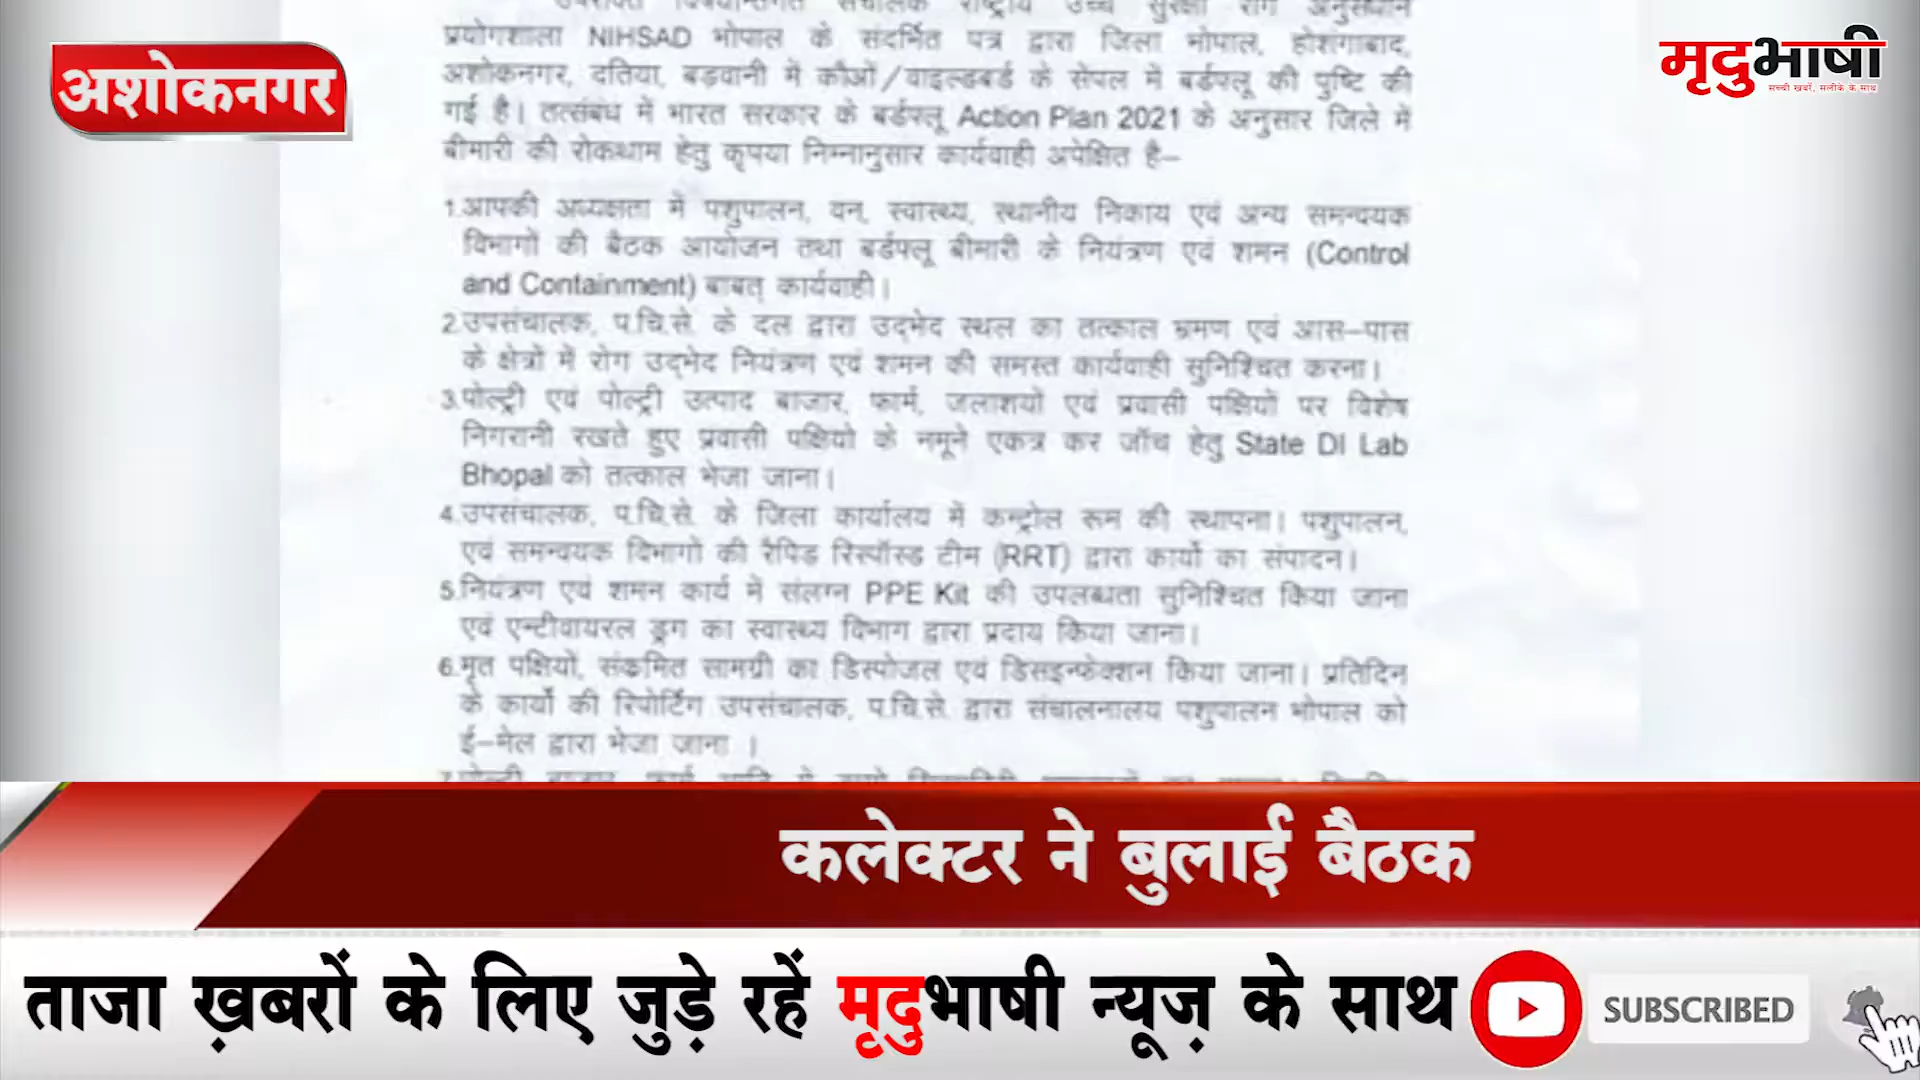 अशोकनगर
मृदुभाषी
सच्ची खबरें, सलीके के साथ
प्रयोगशाला NIHSAD भोपाल के संदर्भित पत्र द्वारा जिला भोपाल, होशंगाबाद,
अशोकनगर, दतिया, बड़वानी में कौओं/वाइल्डबर्ड के सेंपल में बर्डफ्लू की पुष्टि की
गई है। तत्संबंध में भारत सरकार के बर्डफ्लू Action Plan 2021 के अनुसार जिले में
बीमारी की रोकथाम हेतु कृपया निम्नानुसार कार्यवाही अपेक्षित है–
1.आपकी अध्यक्षता में पशुपालन, वन, स्वास्थ्य, स्थानीय निकाय एवं अन्य समन्वयक
विभागों की बैठक आयोजन तथा बर्डफ्लू बीमारी के नियंत्रण एवं शमन (Control
and Containment) बाबत् कार्यवाही।
2.उपसंचालक, प.चि.से. के दल द्वारा उद्भेद स्थल का तत्काल भ्रमण एवं आस–पास
के क्षेत्रों में रोग उद्भेद नियंत्रण एवं शमन की समस्त कार्यवाही सुनिश्चित करना।
3.पोल्ट्री एवं पोल्ट्री उत्पाद बाजार, फार्म, जलाशयों एवं प्रवासी पक्षियों पर विशेष
निगरानी रखते हुए प्रवासी पक्षियो के नमूने एकत्र कर जॉच हेतु State DI Lab
Bhopal को तत्काल भेजा जाना।
4.उपसंचालक, प.चि.से. के जिला कार्यालय में कन्ट्रोल रूम की स्थापना। पशुपालन,
एवं समन्वयक विभागो की रैपिड रिस्पॉस्ड टीम (RRT) द्वारा कार्यो का संपादन।
5.नियंत्रण एवं शमन कार्य में संलग्न PPE Kit की उपलब्धता सुनिश्चित किया जाना
एवं एन्टीवायरल ड्रग का स्वास्थ्य विभाग द्वारा प्रदाय किया जाना।
6.मृत पक्षियों, संक्रमित सामग्री का डिस्पोजल एवं डिसइन्फेक्शन किया जाना। प्रतिदिन
के कार्यो की रिपोर्टिंग उपसंचालक, प.चि.से. द्वारा संचालनालय पशुपालन भोपाल को
ई–मेल द्वारा भेजा जाना ।
कलेक्टर ने बुलाई बैठक
ताजा ख़बरों के लिए जुड़े रहें मृदुभाषी न्यूज़ के साथ
SUBSCRIBED